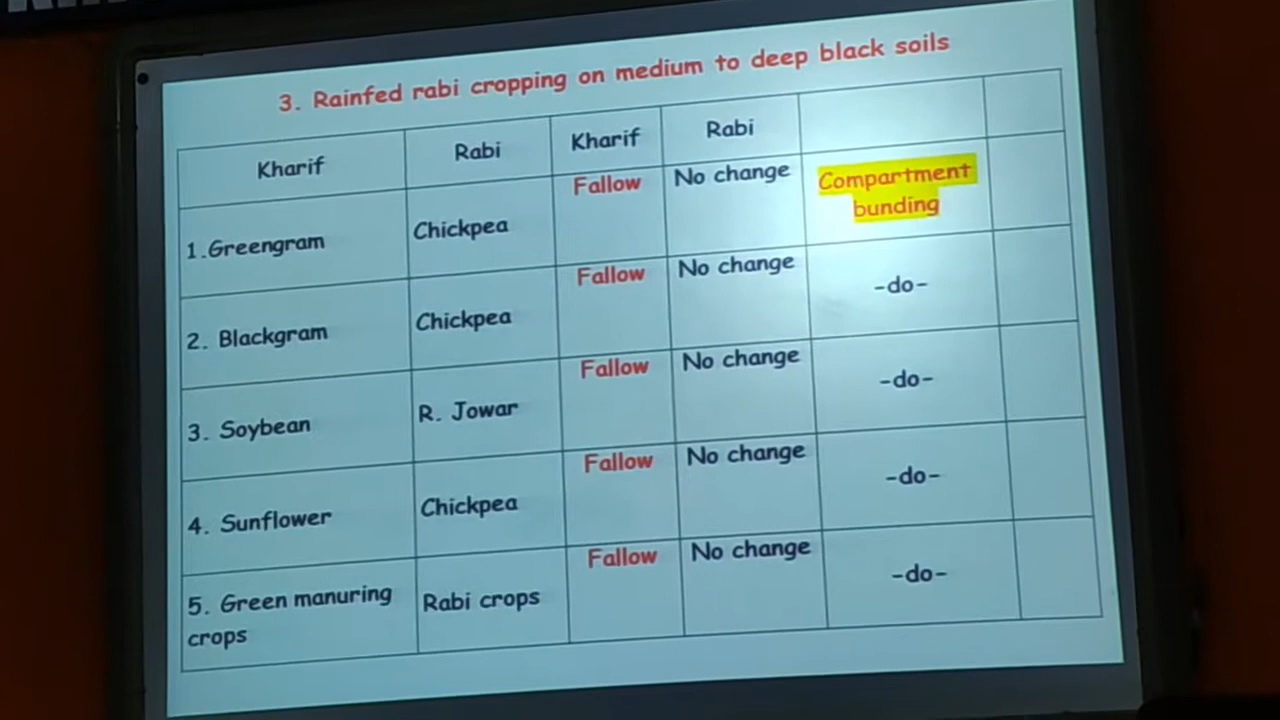 3. Rainfed rabi cropping on medium to deep black soils
Kharif Rabi Kharif Rabi
1.Greengram Chickpea Fallow No change Compartment
bunding
2. Blackgram Chickpea Fallow No change -do-
3. Soybean R. Jowar Fallow No change -do-
4. Sunflower Chickpea Fallow No change -do-
5. Green manuring Rabi crops Fallow No change -do-
crops